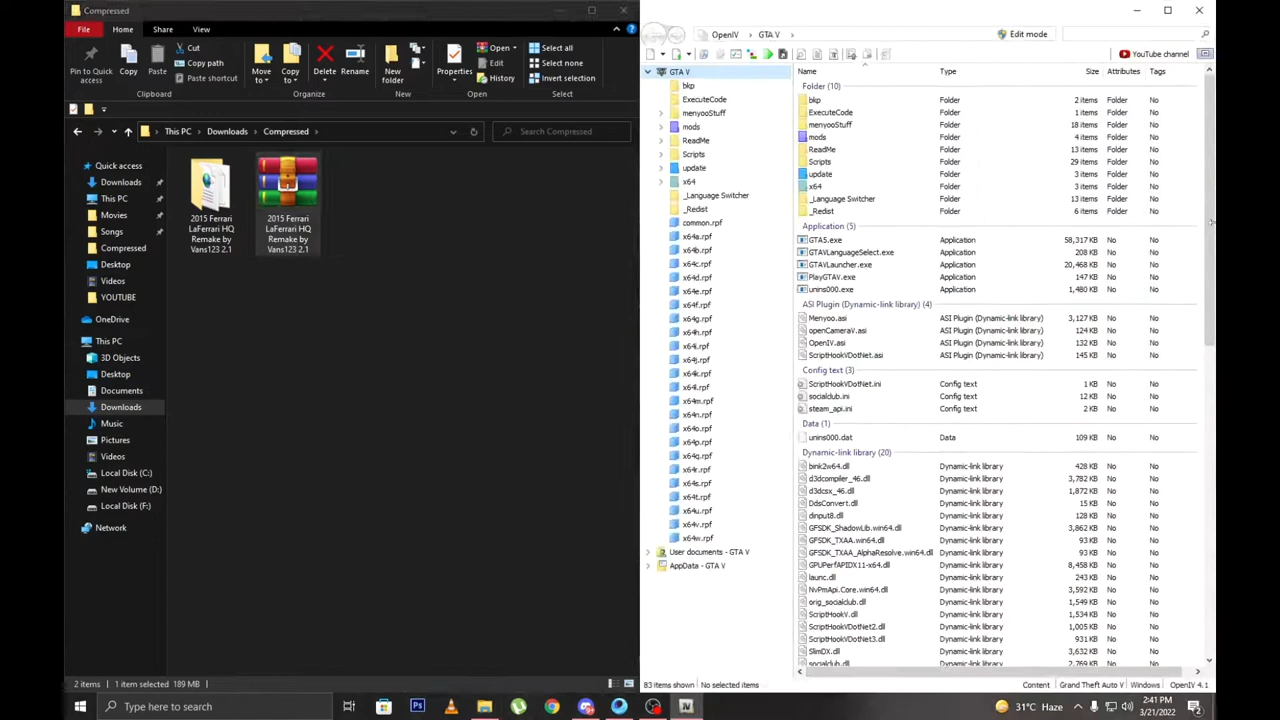 Compressed
File
Home
Share
View
Pin to Quick access
Copy
Paste
Cut
Copy path
Paste shortcut
Clipboard
Move to
Copy to
Delete
Rename
New folder
Organize
Properties
Open
Edit
History
Open
Select all
Select none
Invert selection
Select
This PC > Downloads > Compressed >
Search Compressed
Quick access
Downloads
This PC
Movies
Songs
Compressed
Desktop
Videos
YOUTUBE
OneDrive
This PC
3D Objects
Desktop
Documents
Downloads
Music
Pictures
Videos
Local Disk (C:)
New Volume (D:)
Local Disk (F:)
Network
2015 Ferrari LaFerrari HQ Remake by Vans123 2.1
2015 Ferrari LaFerrari HQ Remake by Vans123 2.1
2 items
1 item selected 189 MB
OpenIV
GTA V
Edit mode
YouTube channel
GTA V
bkp
ExecuteCode
menyooStuff
mods
ReadMe
Scripts
update
x64
_Language Switcher
_Redist
common.rpf
x64a.rpf
x64b.rpf
x64c.rpf
x64d.rpf
x64e.rpf
x64f.rpf
x64g.rpf
x64h.rpf
x64i.rpf
x64j.rpf
x64k.rpf
x64l.rpf
x64m.rpf
x64n.rpf
x64o.rpf
x64p.rpf
x64q.rpf
x64r.rpf
x64s.rpf
x64t.rpf
x64u.rpf
x64v.rpf
x64w.rpf
User documents - GTA V
AppData - GTA V
Name Type Size Attributes Tags
Folder (10)
bkp Folder 2 items No No
ExecuteCode Folder 1 items No No
menyooStuff Folder 18 items No No
mods Folder 4 items No No
ReadMe Folder 13 items No No
Scripts Folder 29 items No No
update Folder 3 items No No
x64 Folder 3 items No No
_Language Switcher Folder 13 items No No
_Redist Folder 6 items No No
Application (5)
GTA5.exe Application 58,317 KB No No
GTAVLanguageSelect.exe Application 208 KB No No
GTAVLauncher.exe Application 20,468 KB No No
PlayGTAV.exe Application 147 KB No No
unins000.exe Application 1,480 KB No No
ASI Plugin (Dynamic-link library) (4)
Menyoo.asi ASI Plugin (Dynamic-link library) 3,127 KB No No
openCameraV.asi ASI Plugin (Dynamic-link library) 124 KB No No
OpenIV.asi ASI Plugin (Dynamic-link library) 132 KB No No
ScriptHookVDotNet.asi ASI Plugin (Dynamic-link library) 145 KB No No
Config text (3)
ScriptHookVDotNet.ini Config text 1 KB No No
socialclub.ini Config text 12 KB No No
steam_api.ini Config text 2 KB No No
Data (1)
unins000.dat Data 109 KB No No
Dynamic-link library (20)
bink2w64.dll Dynamic-link library 428 KB No No
d3dcompiler_46.dll Dynamic-link library 3,782 KB No No
d3dcsx_46.dll Dynamic-link library 1,872 KB No No
DdsConvert.dll Dynamic-link library 15 KB No No
dinput8.dll Dynamic-link library 128 KB No No
GFSDK_ShadowLib.win64.dll Dynamic-link library 3,862 KB No No
GFSDK_TXAA.win64.dll Dynamic-link library 93 KB No No
GFSDK_TXAA_AlphaResolve.win64.dll Dynamic-link library 93 KB No No
GPUPerfAPIDX11-x64.dll Dynamic-link library 8,458 KB No No
launc.dll Dynamic-link library 243 KB No No
NvPmApi.Core.win64.dll Dynamic-link library 3,592 KB No No
orig_socialclub.dll Dynamic-link library 1,549 KB No No
ScriptHookV.dll Dynamic-link library 1,534 KB No No
ScriptHookVDotNet2.dll Dynamic-link library 1,005 KB No No
ScriptHookVDotNet3.dll Dynamic-link library 931 KB No No
SlimDX.dll Dynamic-link library 3,424 KB No No
socialclub.dll Dynamic-link library 2,769 KB No No
83 items shown
No selected items
Content
Grand Theft Auto V
Windows
OpenIV 4.1
Type here to search
31°C Haze
2:41 PM
3/21/2022
2